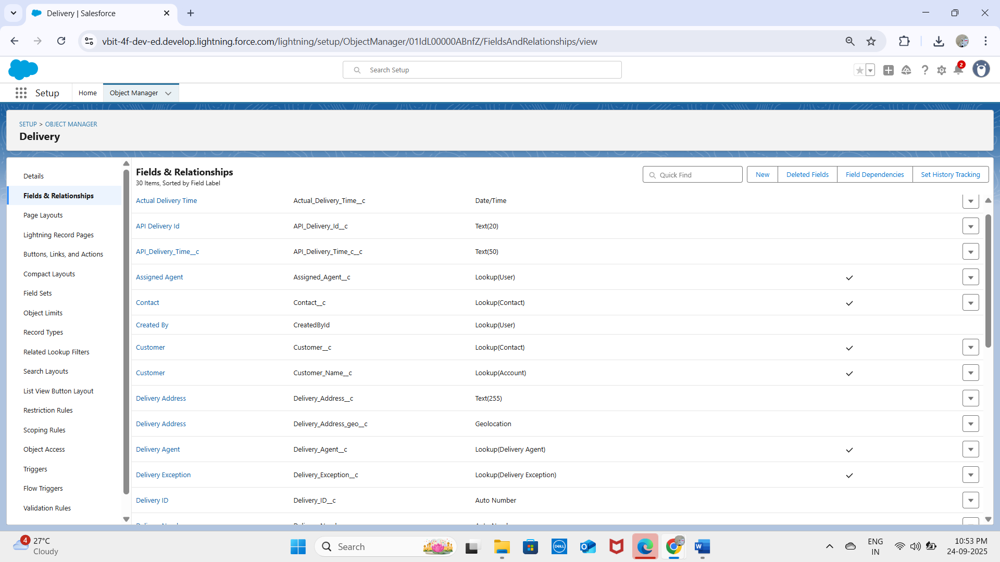 Delivery | Salesforce
vbit-4f-dev-ed.develop.lightning.force.com/lightning/setup/ObjectManager/01IdL00000ABnfZ/FieldsAndRelationships/view
Search Setup
2
Setup
Home
Object Manager
SETUP > OBJECT MANAGER
Delivery
Details
Fields & Relationships
Page Layouts
Lightning Record Pages
Buttons, Links, and Actions
Compact Layouts
Field Sets
Object Limits
Record Types
Related Lookup Filters
Search Layouts
List View Button Layout
Restriction Rules
Scoping Rules
Object Access
Triggers
Flow Triggers
Validation Rules
Fields & Relationships
30 Items, Sorted by Field Label
Quick Find
New
Deleted Fields
Field Dependencies
Set History Tracking
Actual Delivery Time Actual_Delivery_Time__c Date/Time
API Delivery Id API_Delivery_Id__c Text(20)
API_Delivery_Time__c API_Delivery_Time_c__c Text(50)
Assigned Agent Assigned_Agent__c Lookup(User)
Contact Contact__c Lookup(Contact)
Created By CreatedById Lookup(User)
Customer Customer__c Lookup(Contact)
Customer Customer_Name__c Lookup(Account)
Delivery Address Delivery_Address__c Text(255)
Delivery Address Delivery_Address_geo__c Geolocation
Delivery Agent Delivery_Agent__c Lookup(Delivery Agent)
Delivery Exception Delivery_Exception__c Lookup(Delivery Exception)
Delivery ID Delivery_ID__c Auto Number
4
27°C
Cloudy
Search
DELL
ENG
IN
10:53 PM
24-09-2025